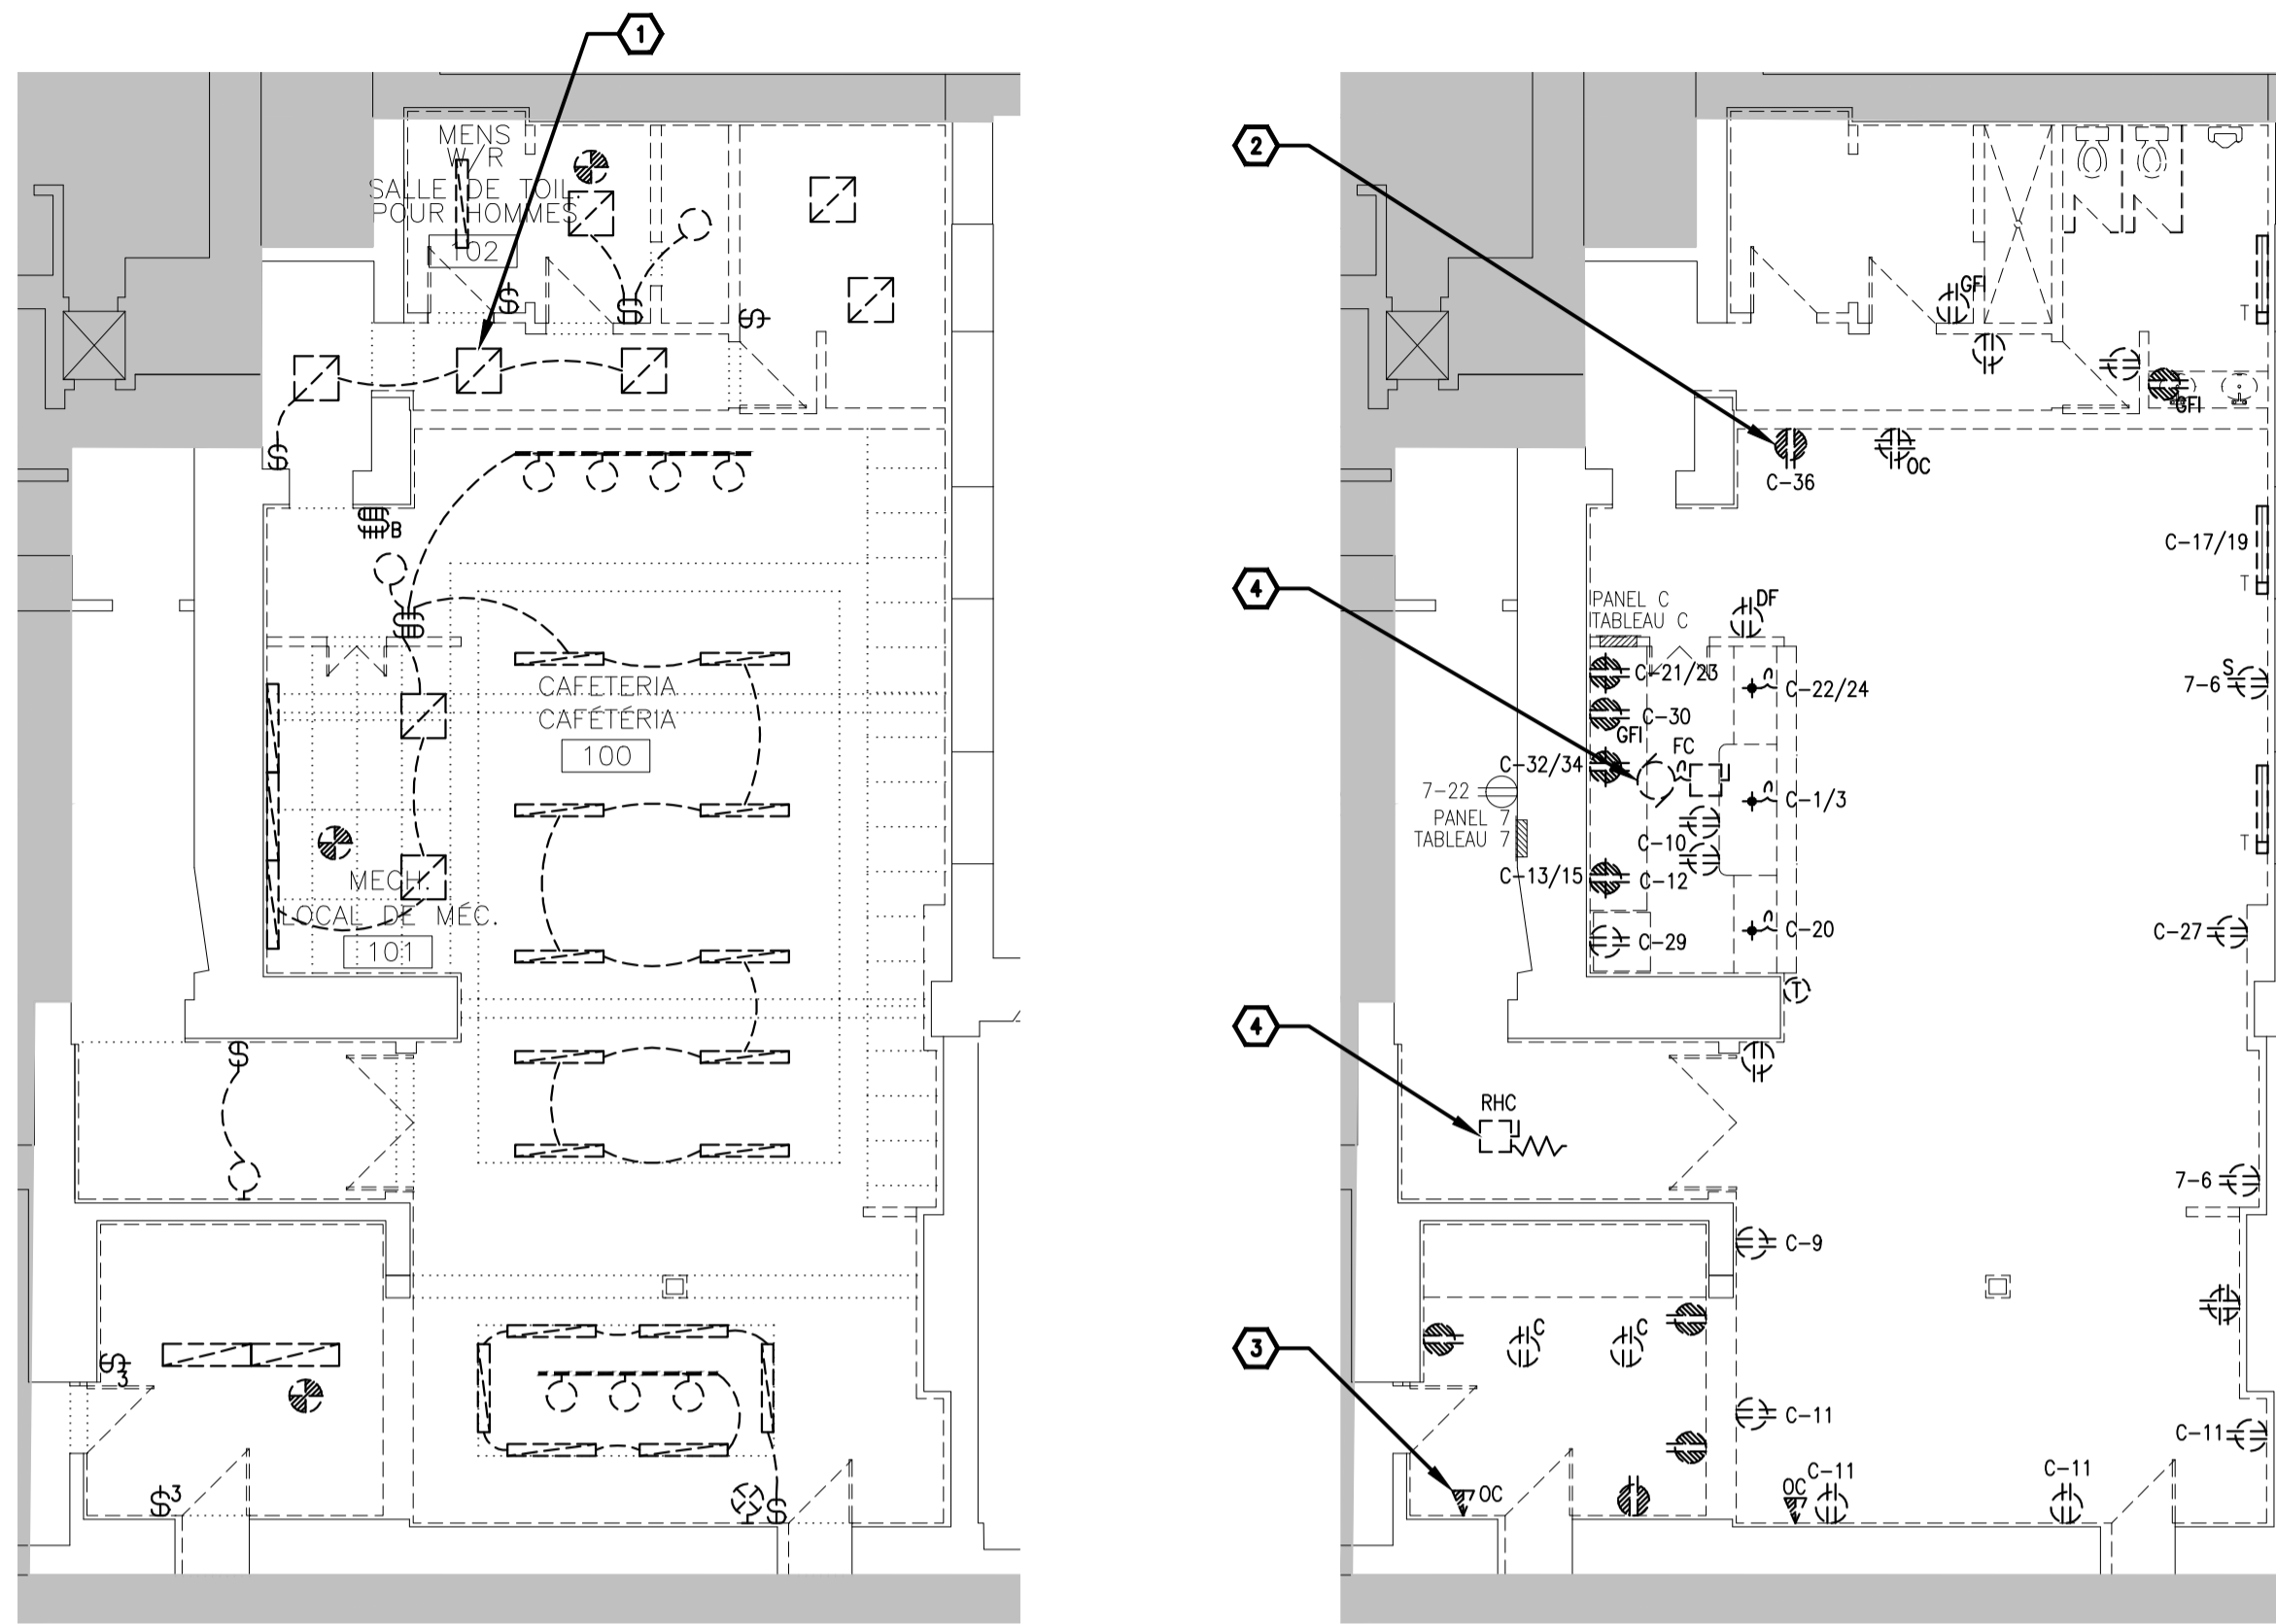 1
MENS
W/R
SALLE DE TOIL.
POUR HOMMES
102
$
$
$
$
$
B
$
CAFETERIA
CAFÉTÉRIA
100
MECH.
LOCAL DE MÉC.
101
$
$3
$3
$
2
GFI
T
GFI
C-36
OC
C-17/19
T
4
PANEL C
TABLEAU C
DF
C-21/23
C-22/24
S
7-6
C-30
GFI
FC
C-32/34
7-22
C-1/3
PANEL 7
TABLEAU 7
C-10
T
C-13/15
C-12
C-20
C-29
C-27
T
4
RHC
7-6
C-9
3
C
C
C-11
C-11
OC
OC
C-11
C-11